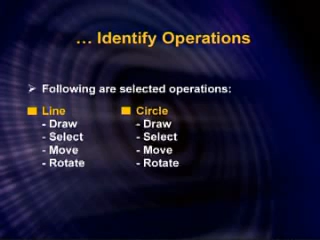 … Identify Operations
Following are selected operations:
Line
- Draw
- Select
- Move
- Rotate
Circle
- Draw
- Select
- Move
- Rotate